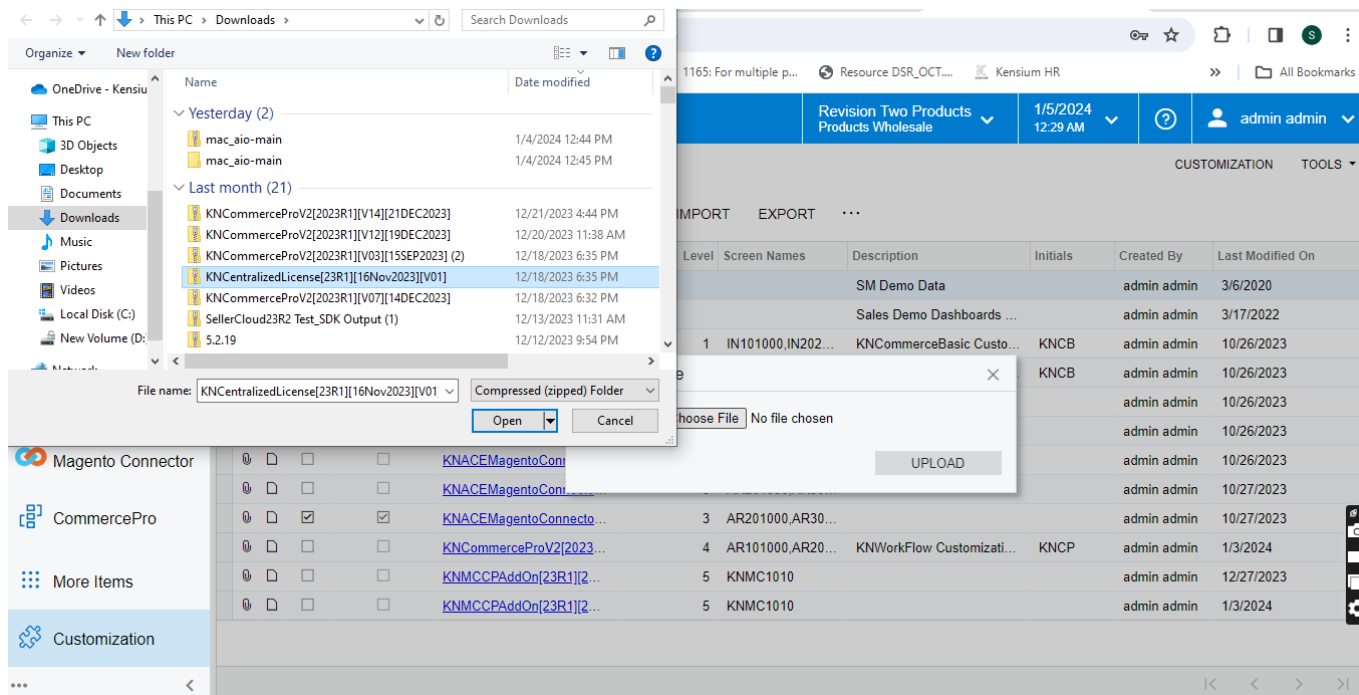 This PC > Downloads >
Search Downloads
Organize
New folder
OneDrive - Kensiu
This PC
3D Objects
Desktop
Documents
Downloads
Music
Pictures
Videos
Local Disk (C:)
New Volume (D:
Name
Date modified
Yesterday (2)
mac_aio-main 1/4/2024 12:44 PM
mac_aio-main 1/4/2024 12:45 PM
Last month (21)
KNCommerceProV2[2023R1][V14][21DEC2023] 12/21/2023 4:44 PM
KNCommerceProV2[2023R1][V12][19DEC2023] 12/20/2023 11:38 AM
KNCommerceProV2[2023R1][V03][15SEP2023] (2) 12/18/2023 6:35 PM
KNCentralizedLicense[23R1][16Nov2023][V01] 12/18/2023 6:35 PM
KNCommerceProV2[2023R1][V07][14DEC2023] 12/18/2023 6:32 PM
SellerCloud23R2 Test_SDK Output (1) 12/13/2023 11:31 AM
5.2.19 12/12/2023 9:54 PM
File name: KNCentralizedLicense[23R1][16Nov2023][V01
Compressed (zipped) Folder
Open
Cancel
S
1165: For multiple p...
Resource DSR_OCT....
Kensium HR
All Bookmarks
Revision Two Products
Products Wholesale
1/5/2024
12:29 AM
admin admin
CUSTOMIZATION TOOLS
IMPORT EXPORT ...
Level Screen Names Description Initials Created By Last Modified On
SM Demo Data admin admin 3/6/2020
Sales Demo Dashboards ... admin admin 3/17/2022
1 IN101000,IN202... KNCommerceBasic Custo... KNCB admin admin 10/26/2023
KNCB admin admin 10/26/2023
admin admin 10/26/2023
admin admin 10/26/2023
KNACEMagentoConn admin admin 10/26/2023
KNACEMagentoConn admin admin 10/27/2023
KNACEMagentoConnecto... 3 AR201000,AR30... admin admin 10/27/2023
KNCommerceProV2[2023... 4 AR101000,AR20... KNWorkFlow Customizati... KNCP admin admin 1/3/2024
KNMCCPAddOn[23R1][2... 5 KNMC1010 admin admin 12/27/2023
KNMCCPAddOn[23R1][2... 5 KNMC1010 admin admin 1/3/2024
Choose File No file chosen
UPLOAD
Magento Connector
CommercePro
More Items
Customization